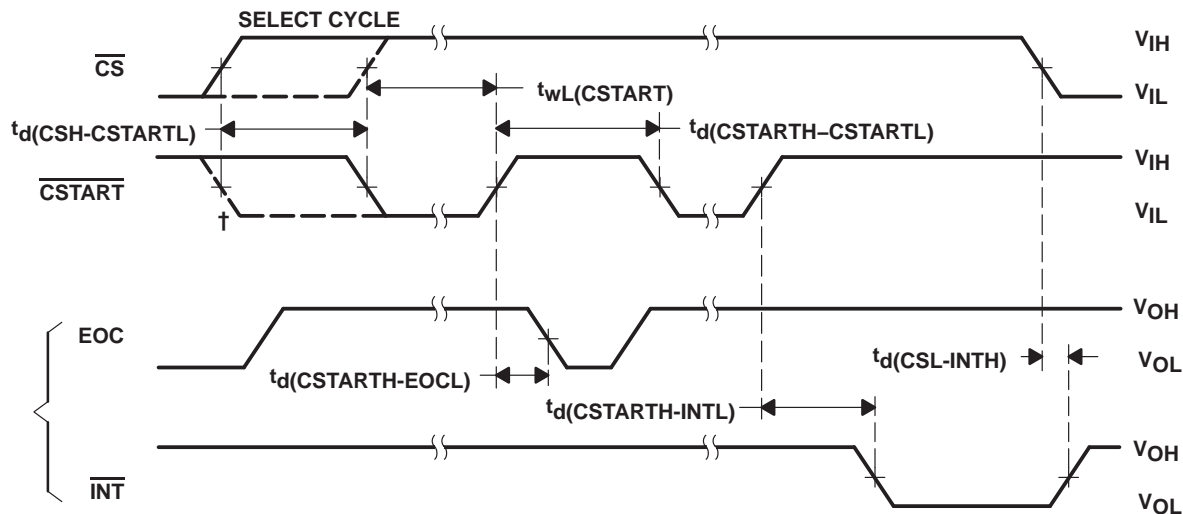 SELECT CYCLE
CS
VIH
VIL
twL(CSTART)
td(CSH-CSTARTL)
td(CSTARTH–CSTARTL)
CSTART
VIH
VIL
†
EOC
VOH
VOL
td(CSTARTH-EOCL)
td(CSL-INTH)
td(CSTARTH-INTL)
INT
VOH
VOL